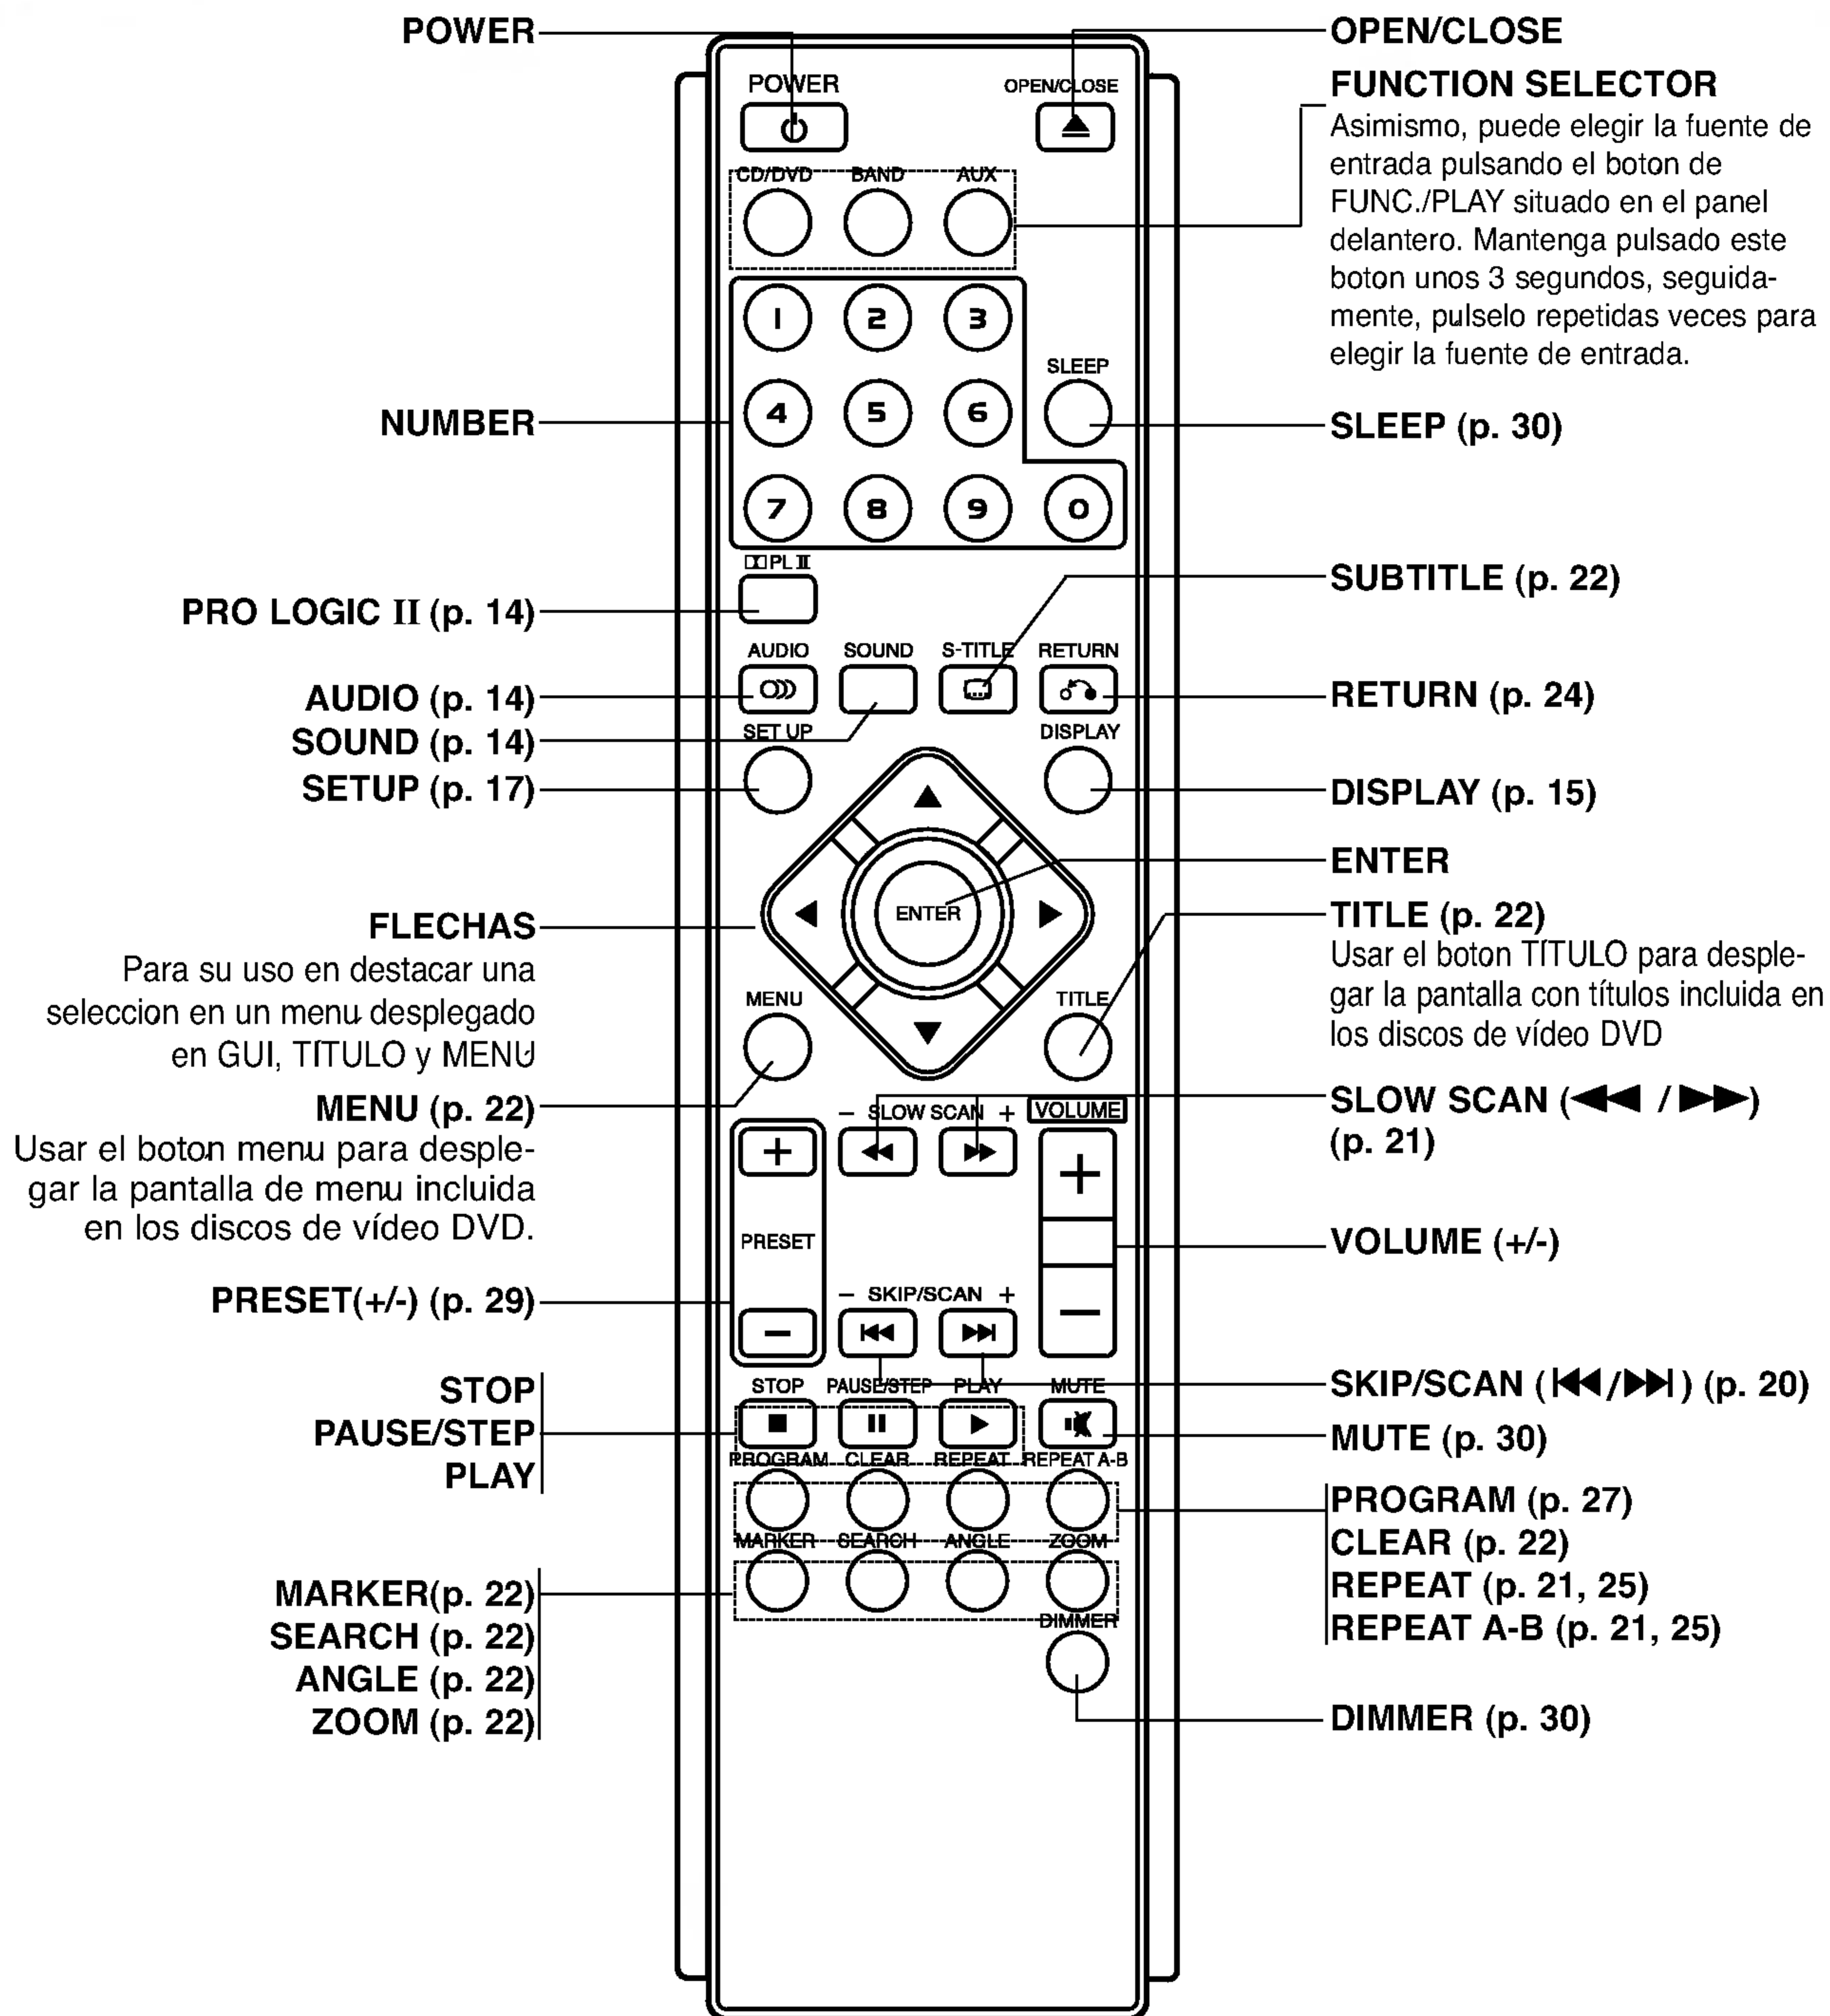 POWER
OPEN/CLOSE
FUNCTION SELECTOR
Asimismo, puede elegir la fuente de
entrada pulsando el boton de
FUNC./PLAY situado en el panel
delantero. Mantenga pulsado este
boton unos 3 segundos, seguida-
mente, pulselo repetidas veces para
elegir la fuente de entrada.
SLEEP (p. 30)
SUBTITLE (p. 22)
RETURN (p. 24)
DISPLAY (p. 15)
ENTER
TITLE (p. 22)
Usar el boton TÍTULO para desple-
gar la pantalla con títulos incluida en
los discos de vídeo DVD
SLOW SCAN (◀◀ / ▶▶)
(p. 21)
VOLUME (+/-)
SKIP/SCAN (|◀◀/▶▶|) (p. 20)
MUTE (p. 30)
PROGRAM (p. 27)
CLEAR (p. 22)
REPEAT (p. 21, 25)
REPEAT A-B (p. 21, 25)
DIMMER (p. 30)
NUMBER
PRO LOGIC II (p. 14)
AUDIO (p. 14)
SOUND (p. 14)
SETUP (p. 17)
FLECHAS
Para su uso en destacar una
seleccion en un menu desplegado
en GUI, TÍTULO y MENU
MENU (p. 22)
Usar el boton menu para desple-
gar la pantalla de menu incluida
en los discos de vídeo DVD.
PRESET(+/-) (p. 29)
STOP
PAUSE/STEP
PLAY
MARKER(p. 22)
SEARCH (p. 22)
ANGLE (p. 22)
ZOOM (p. 22)
POWER OPEN/CLOSE
CD/DVD BAND AUX
1 2 3
SLEEP
4 5 6
7 8 9 0
PL II
AUDIO SOUND S-TITLE RETURN
SET UP DISPLAY
ENTER
MENU TITLE
− SLOW SCAN + VOLUME
+ ◀◀ ▶▶ +
PRESET
− SKIP/SCAN +
− |◀◀ ▶▶| −
STOP PAUSE/STEP PLAY MUTE
PROGRAM CLEAR REPEAT REPEAT A-B
MARKER SEARCH ANGLE ZOOM
DIMMER